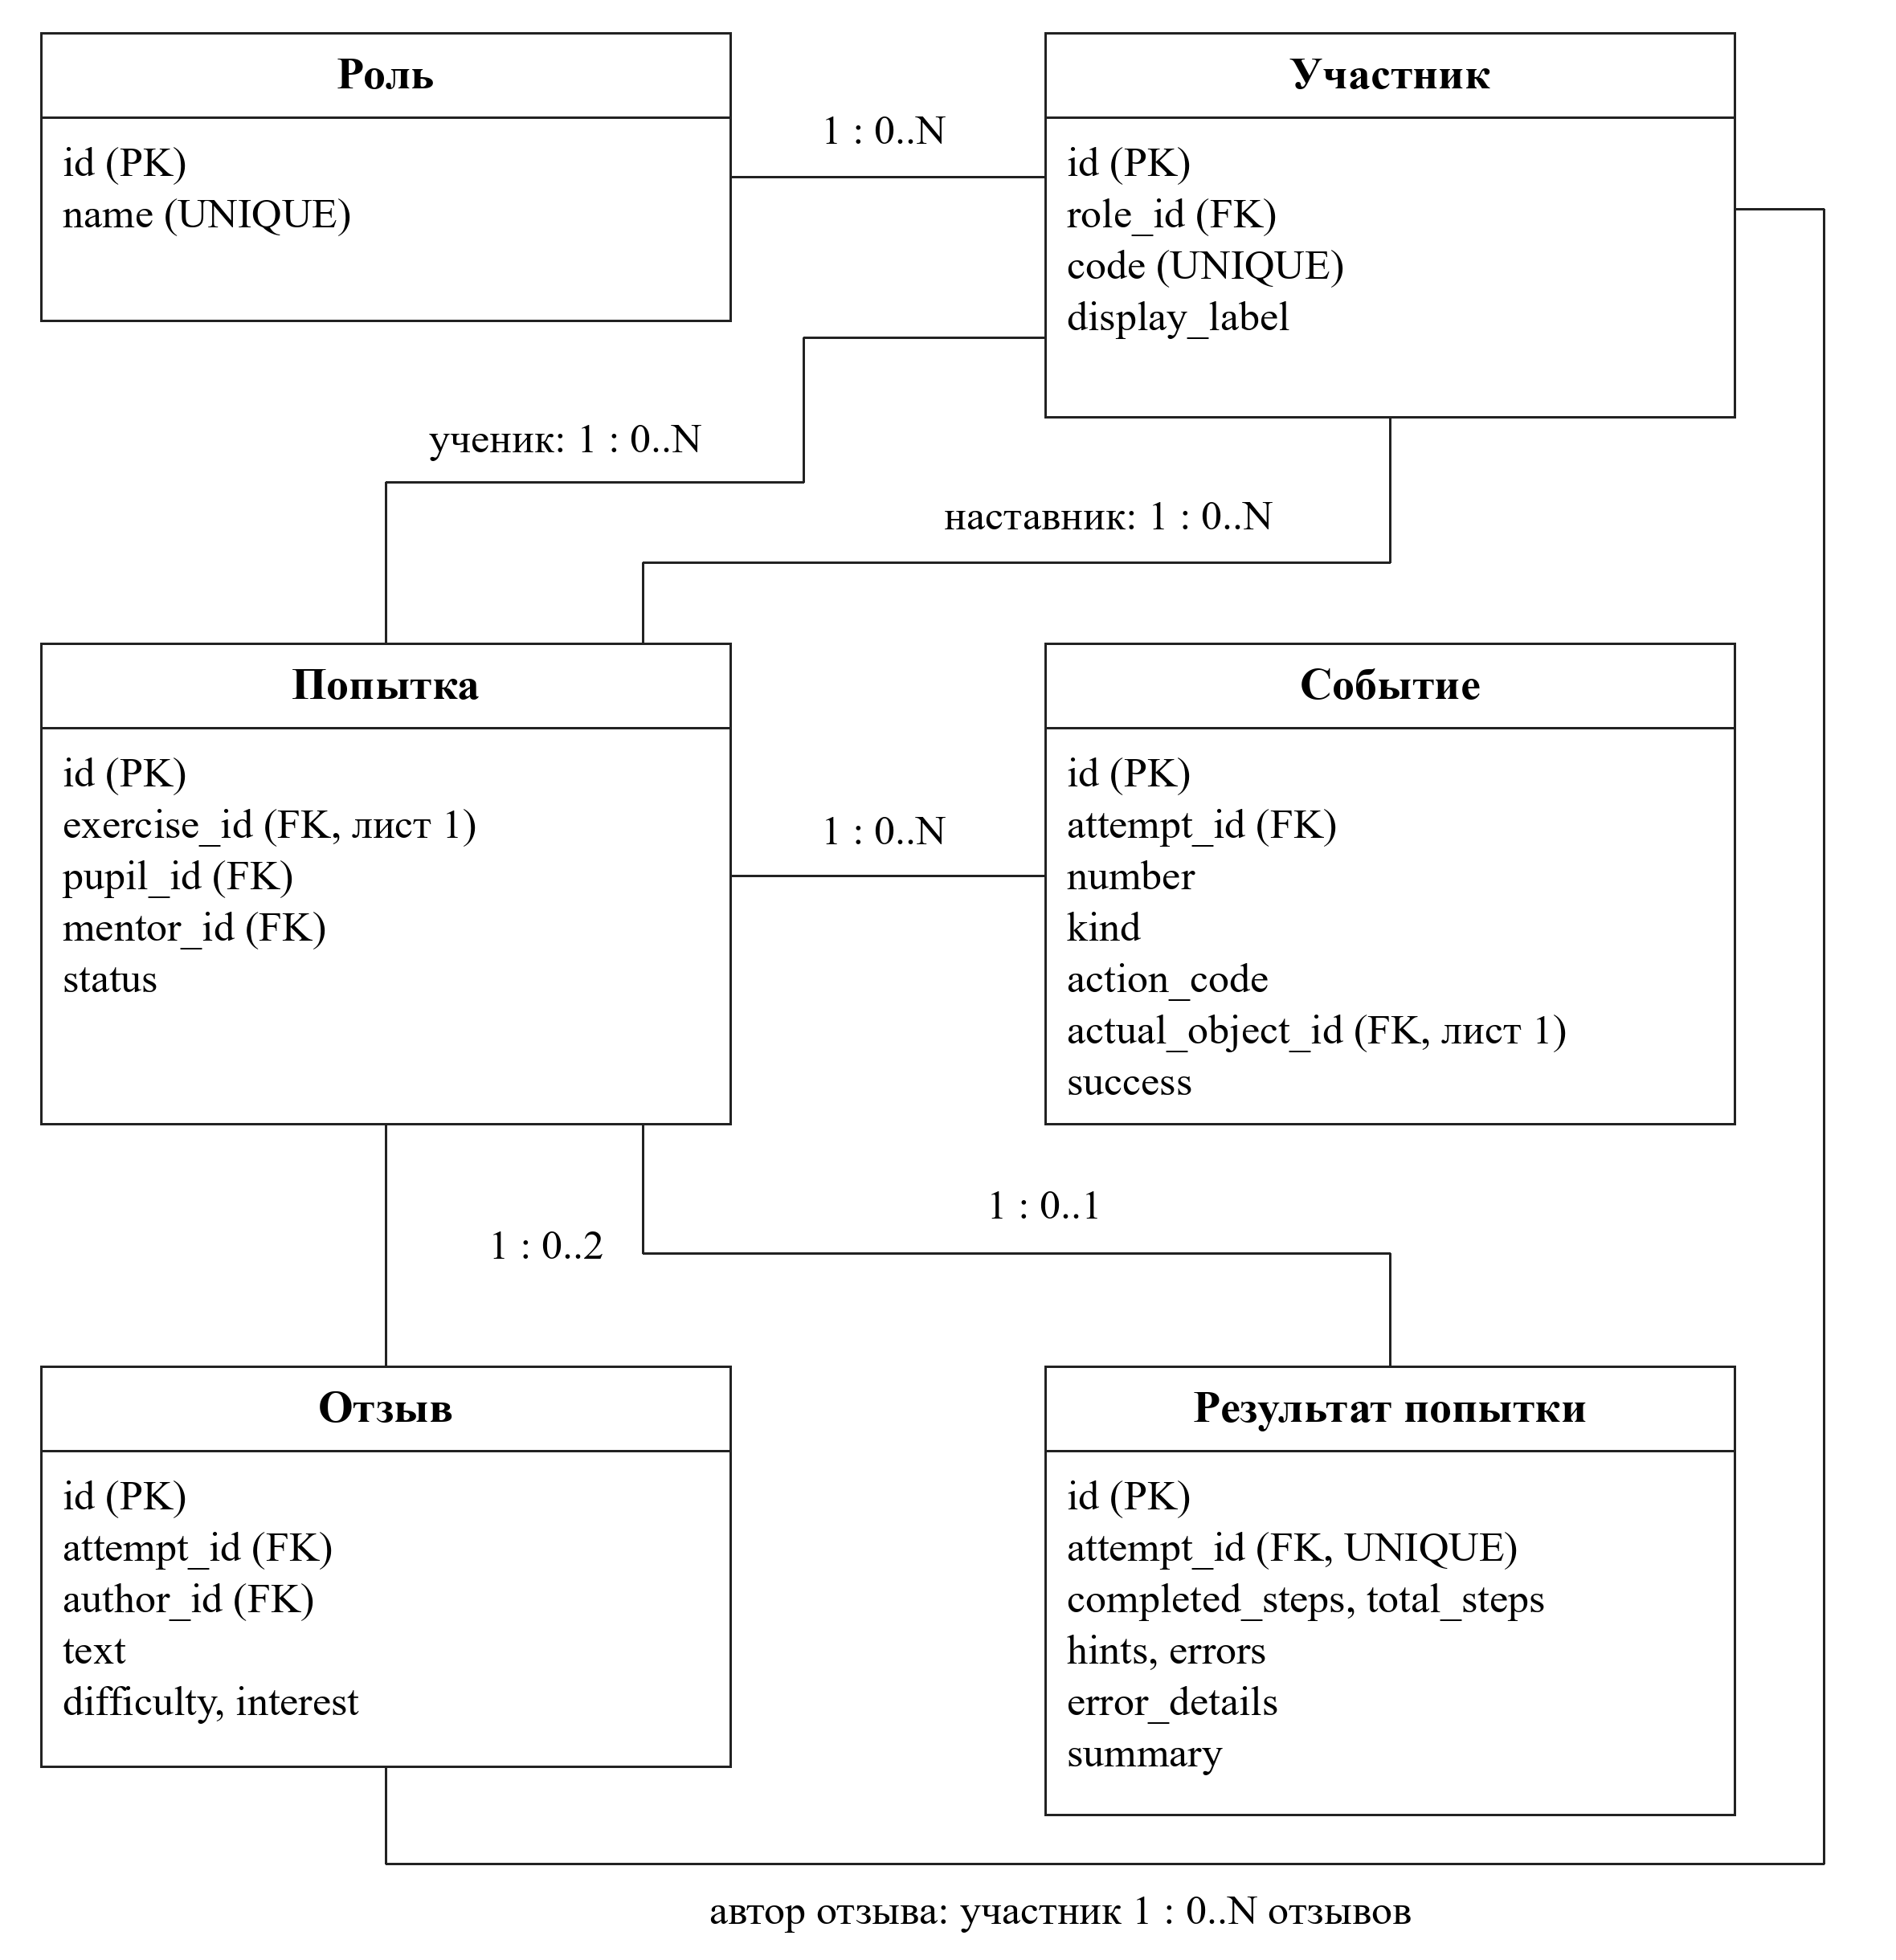 Роль
id (PK)
name (UNIQUE)
1 : 0..N
Участник
id (PK)
role_id (FK)
code (UNIQUE)
display_label
ученик: 1 : 0..N
наставник: 1 : 0..N
Попытка
id (PK)
exercise_id (FK, лист 1)
pupil_id (FK)
mentor_id (FK)
status
1 : 0..N
Событие
id (PK)
attempt_id (FK)
number
kind
action_code
actual_object_id (FK, лист 1)
success
1 : 0..2
1 : 0..1
Отзыв
id (PK)
attempt_id (FK)
author_id (FK)
text
difficulty, interest
Результат попытки
id (PK)
attempt_id (FK, UNIQUE)
completed_steps, total_steps
hints, errors
error_details
summary
автор отзыва: участник 1 : 0..N отзывов